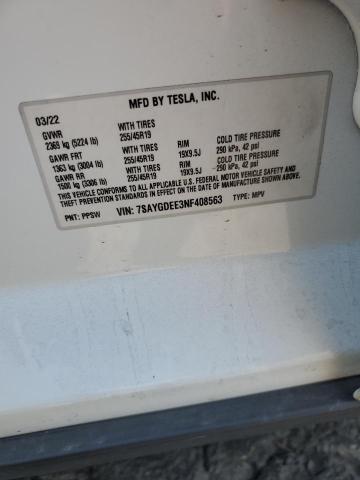 MFD BY TESLA, INC.
03/22
GVWR WITH TIRES RIM COLD TIRE PRESSURE
2369 kg (5224 lb) 255/45R19 19X9.5J 290 kPa, 42 psi
GAWR FRT WITH TIRES RIM COLD TIRE PRESSURE
1363 kg (3004 lb) 255/45R19 19X9.5J 290 kPa, 42 psi
GAWR RR WITH TIRES
1500 kg (3306 lb) 255/45R19
THIS VEHICLE CONFORMS TO ALL APPLICABLE U.S. FEDERAL MOTOR VEHICLE SAFETY, BUMPER, AND THEFT
PREVENTION STANDARDS IN EFFECT ON THE DATE OF MANUFACTURE SHOWN ABOVE.
PNT: PPSW VIN: 7SAYGDEE3NF408563 TYPE: MPV